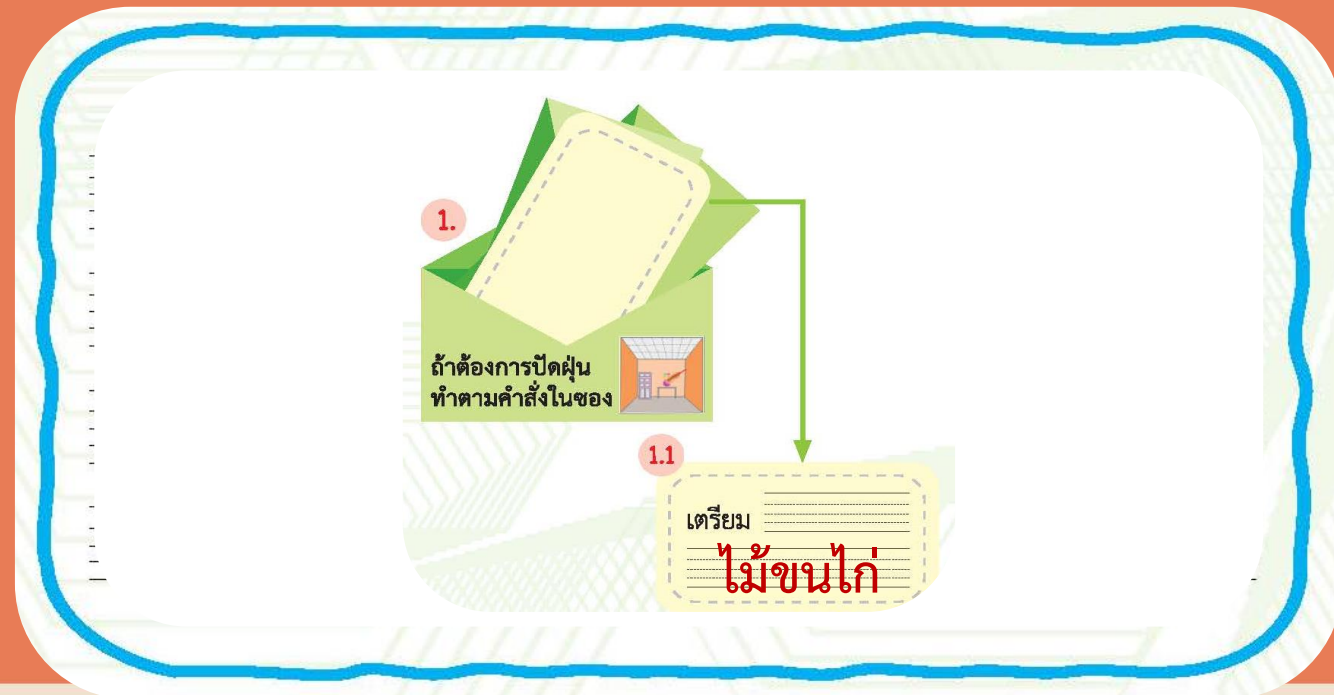 1.
ถ้าต้องการปัดฝุ่น
ทำตามคำสั่งในซอง
1.1
เตรียม
ไม้ขนไก่